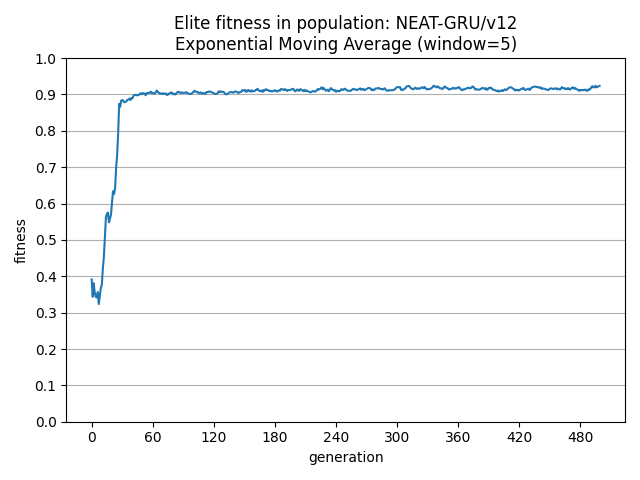 Elite fitness in population: NEAT-GRU/v12
Exponential Moving Average (window=5)
1.0
0.9
0.8
0.7
0.6
0.5
0.4
0.3
0.2
0.1
0.0
fitness
0 60 120 180 240 300 360 420 480
generation